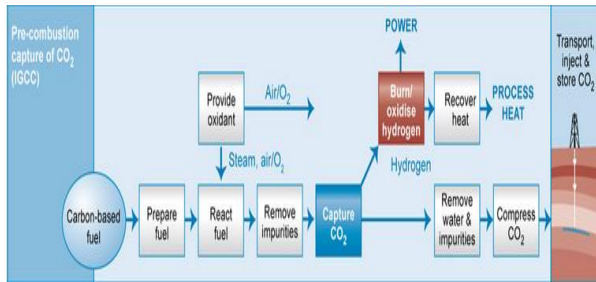 Pre-combustion
capture of CO₂
(IGCC)
POWER
Transport,
inject &
store CO₂
Provide
oxidant
Air/O₂
Burn/
oxidise
hydrogen
Recover
heat
PROCESS
HEAT
Steam, air/O₂
Hydrogen
Carbon-based
fuel
Prepare
fuel
React
fuel
Remove
impurities
Capture
CO₂
Remove
water &
impurities
Compress
CO₂